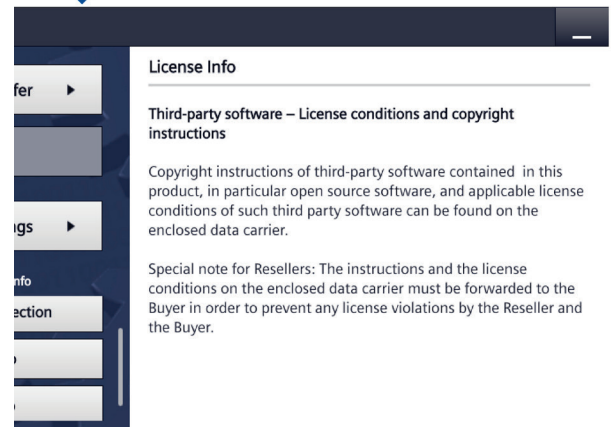 License Info
fer
Third-party software – License conditions and copyright
instructions
Copyright instructions of third-party software contained in this
product, in particular open source software, and applicable license
conditions of such third party software can be found on the
enclosed data carrier.
ngs
Special note for Resellers: The instructions and the license
conditions on the enclosed data carrier must be forwarded to the
Buyer in order to prevent any license violations by the Reseller and
the Buyer.
nfo
ection